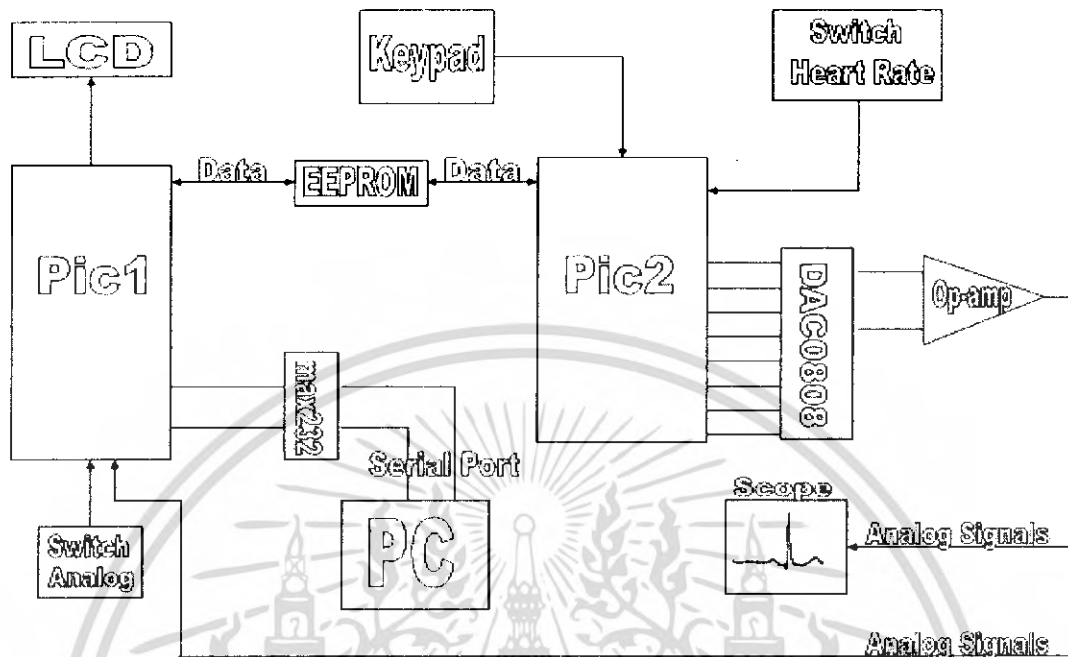 LCD
Keypad
Switch
Heart Rate
Data
EEPROM
Data
Pic1
Pic2
DAC0808
Op-amp
max232
Serial Port
Scope
Switch
Analog
PC
Analog Signals
Analog Signals